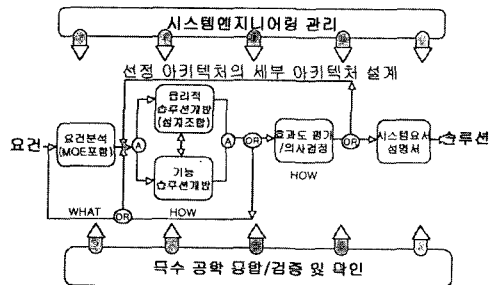 시스템엔지니어링 관리
선정 아키텍처의 세부 아키텍처 설계
물리적
솔루션개발
(설치조합)
요건
요건분석
(MOE포함)
A
A
OR
효과도 평가
/의사결정
OR
시스템요소
설명서
솔루션
기능
솔루션개발
HOW
WHAT
OR
HOW
특수 공학 통합/검증 및 확인